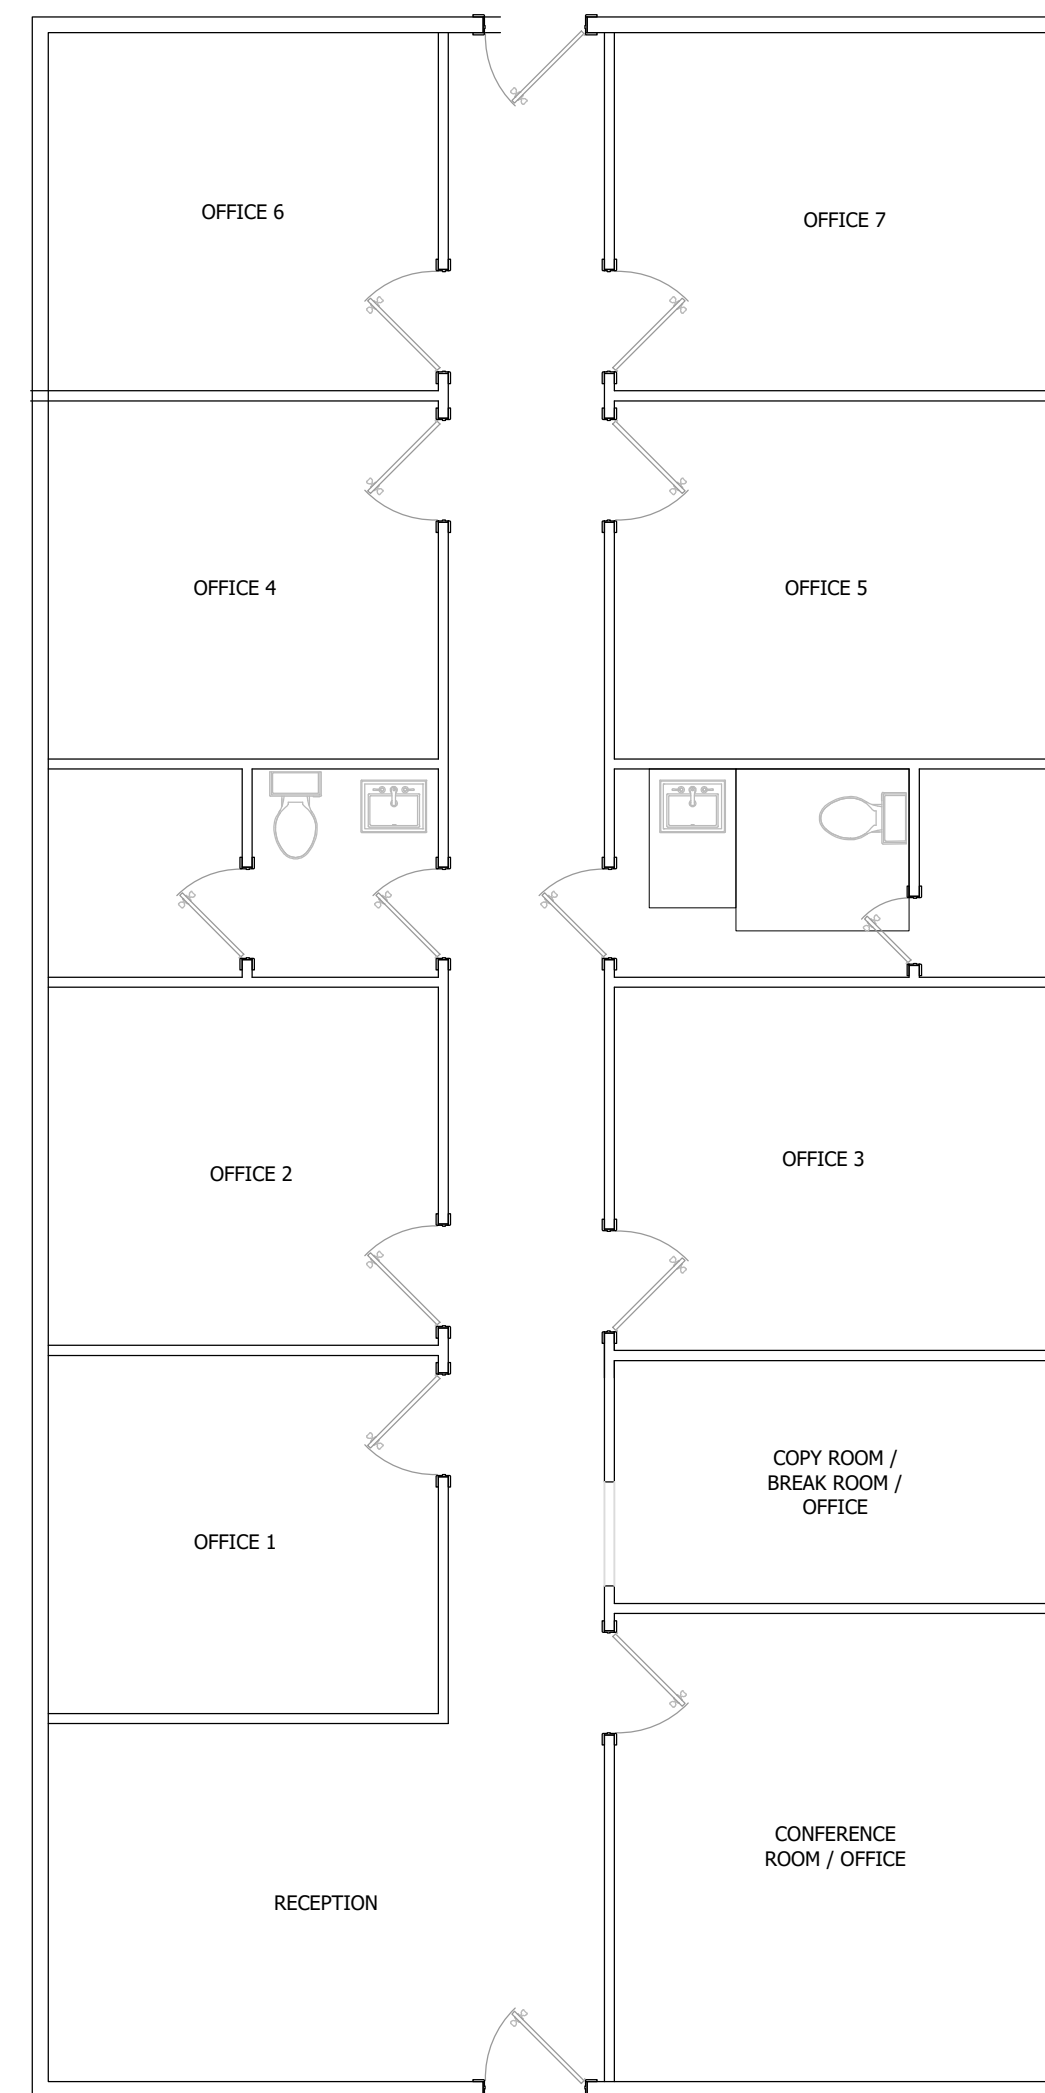 OFFICE 6
OFFICE 7
OFFICE 4
OFFICE 5
OFFICE 2
OFFICE 3
COPY ROOM /
BREAK ROOM /
OFFICE
OFFICE 1
CONFERENCE
ROOM / OFFICE
RECEPTION